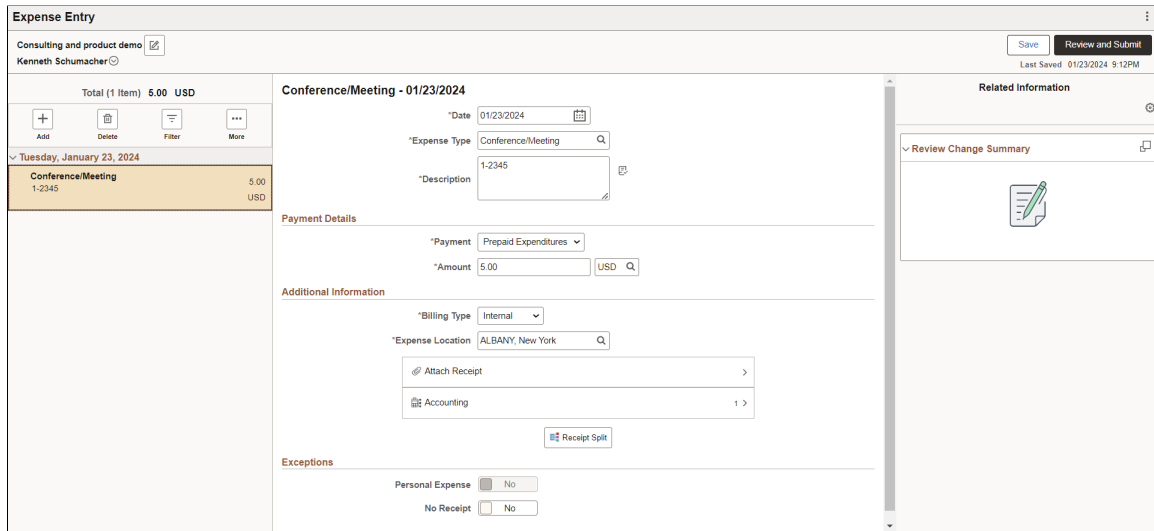 Expense Entry
Consulting and product demo
Kenneth Schumacher
Save
Review and Submit
Last Saved 01/23/2024 9:12PM
Total (1 Item) 5.00 USD
Add
Delete
Filter
More
Tuesday, January 23, 2024
Conference/Meeting
1-2345
5.00
USD
Conference/Meeting - 01/23/2024
*Date 01/23/2024
*Expense Type Conference/Meeting
*Description 1-2345
Payment Details
*Payment Prepaid Expenditures
*Amount 5.00 USD
Additional Information
*Billing Type Internal
*Expense Location ALBANY, New York
Attach Receipt
Accounting 1
Receipt Split
Exceptions
Personal Expense No
No Receipt No
Related Information
Review Change Summary